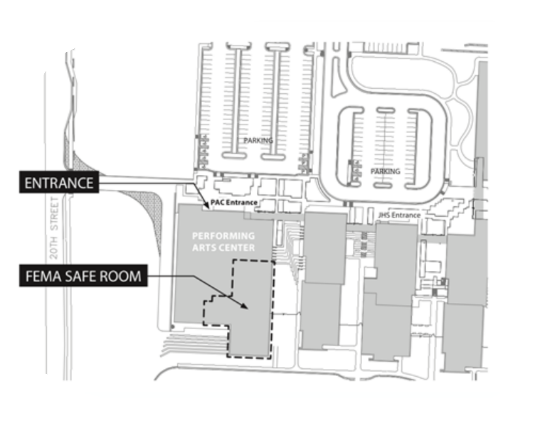 PARKING
PARKING
ENTRANCE
PAC Entrance
JHS Entrance
20TH STREET
PERFORMING
ARTS CENTER
FEMA SAFE ROOM